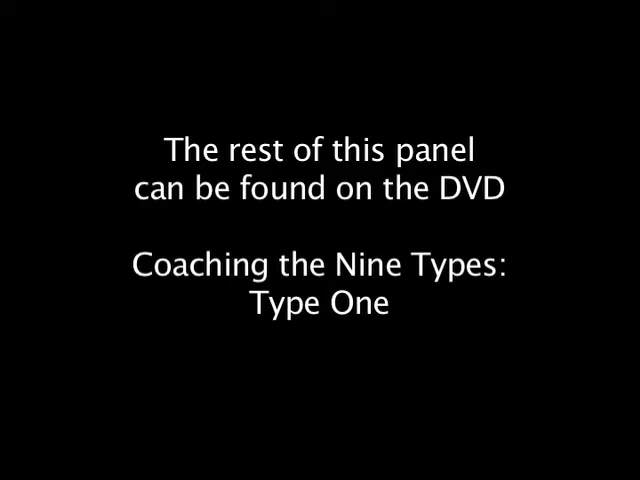 The rest of this panel
can be found on the DVD
Coaching the Nine Types:
Type One